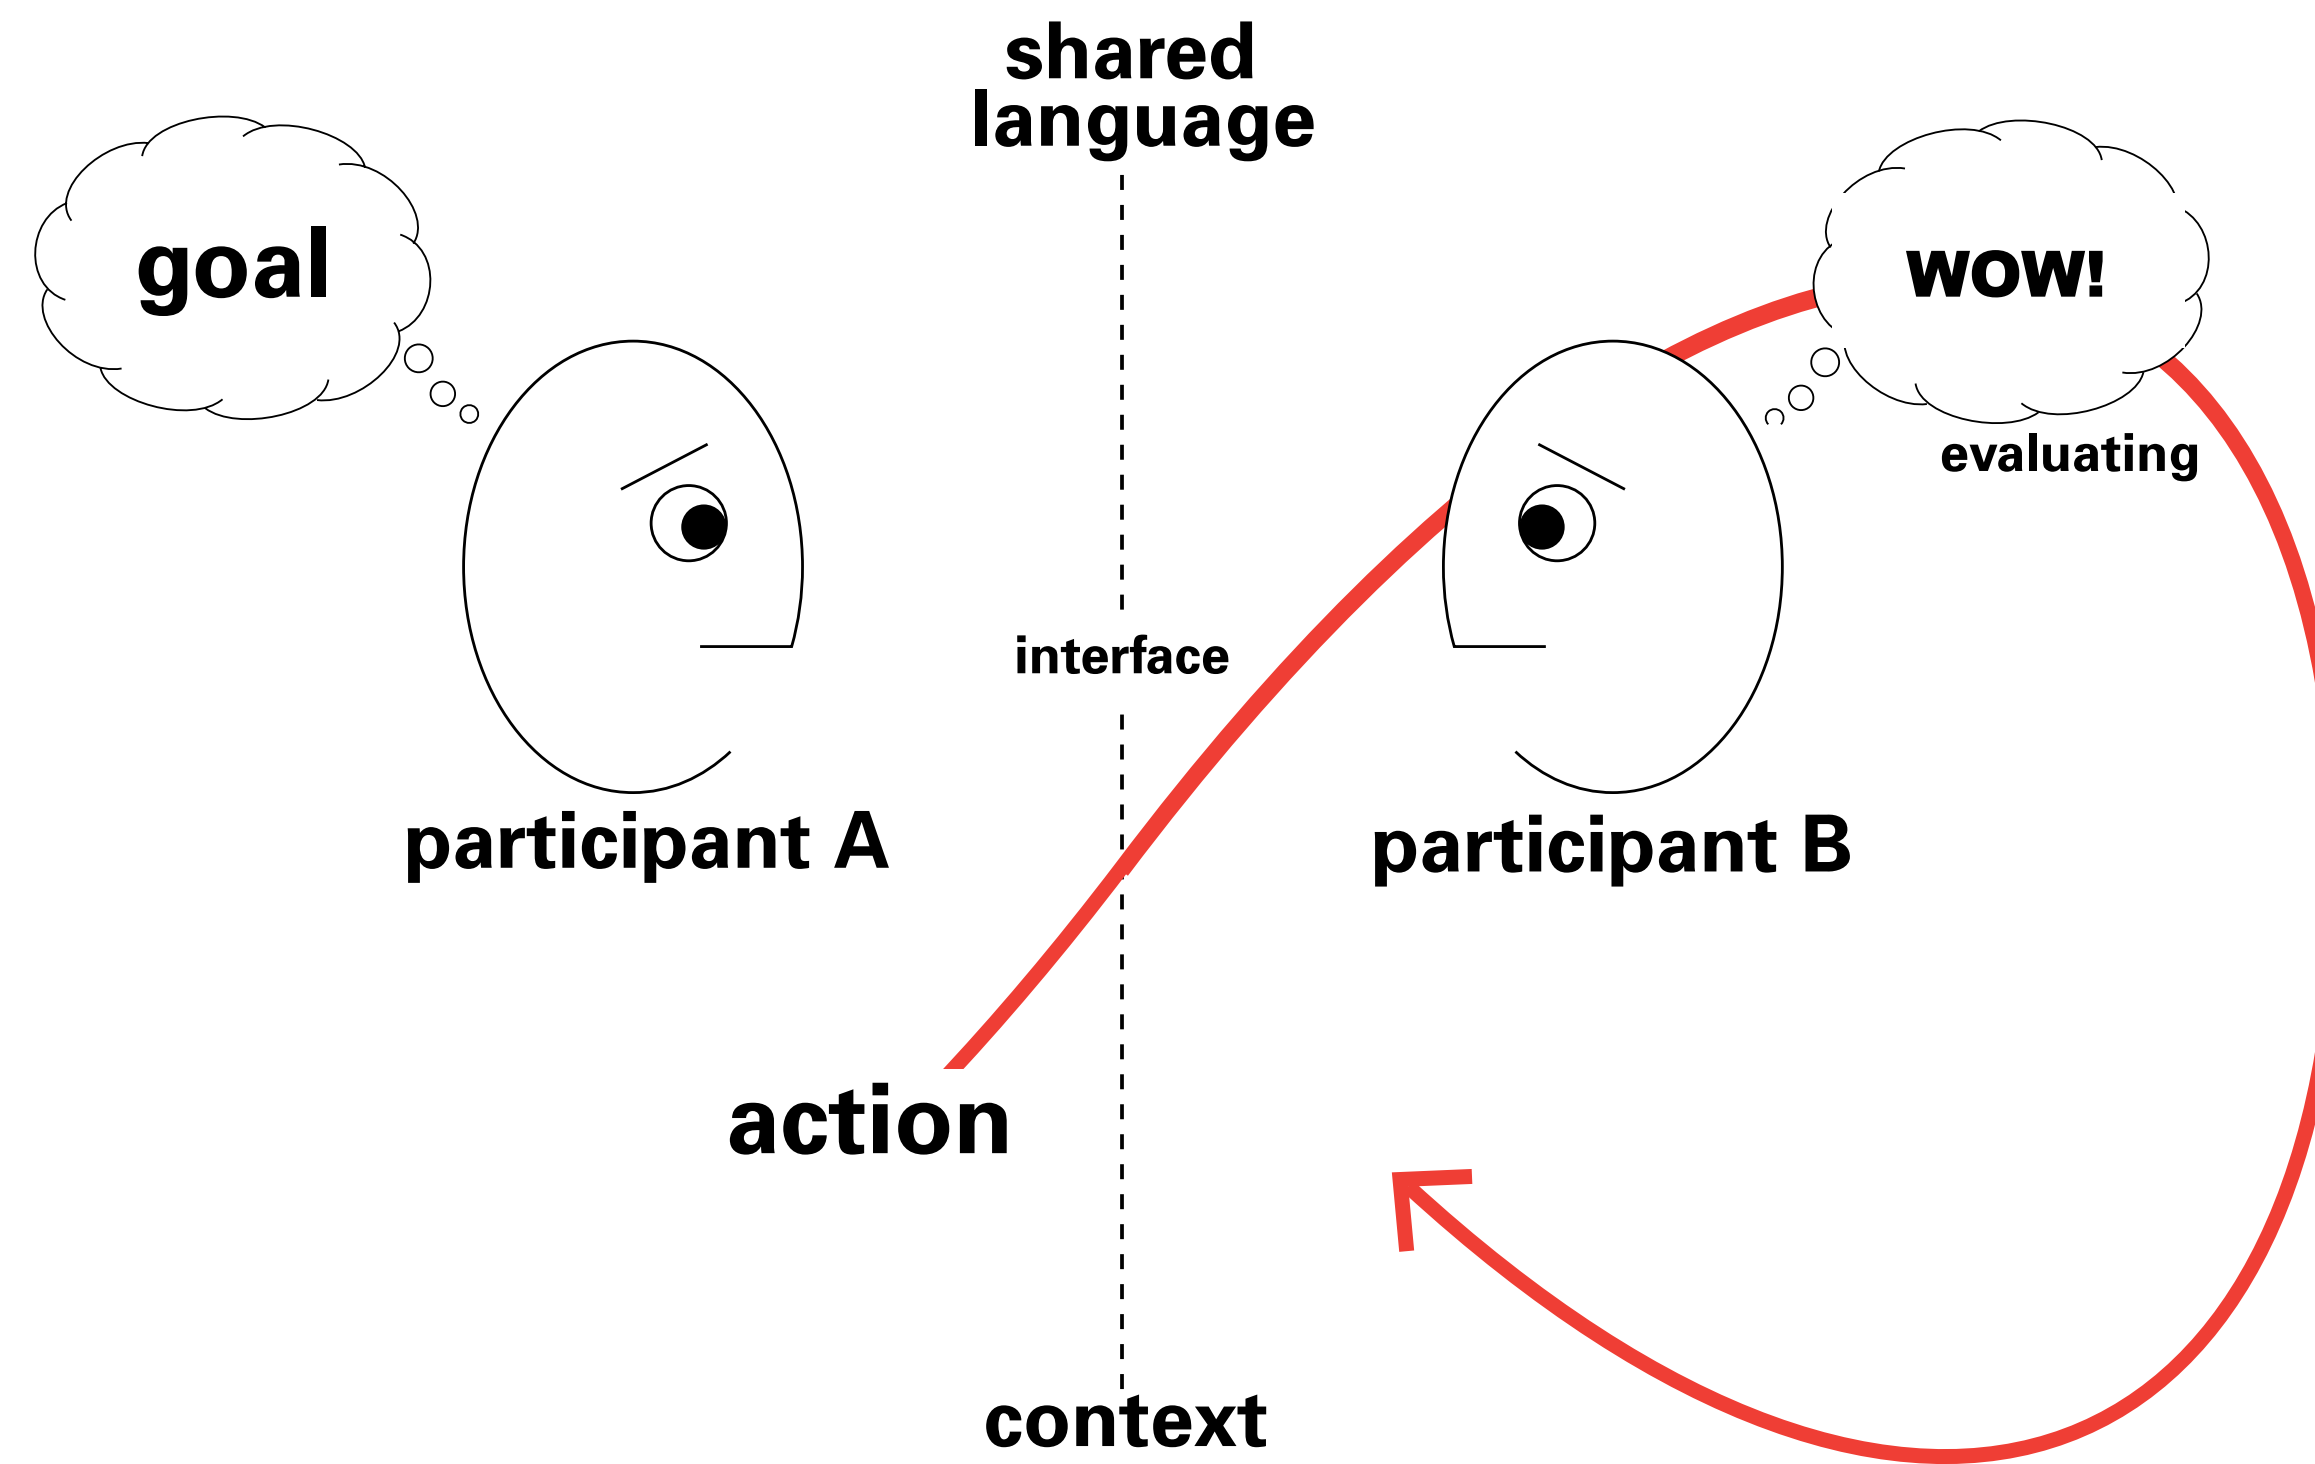 shared
language
goal
wow!
evaluating
interface
participant A
participant B
action
context